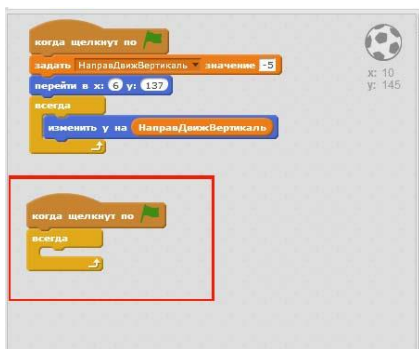 когда щелкнут по
задать НаправДвижВертикаль значение -5
перейти в x: 6 y: 137
всегда
изменить y на НаправДвижВертикаль
x: 10
y: 145
когда щелкнут по
всегда